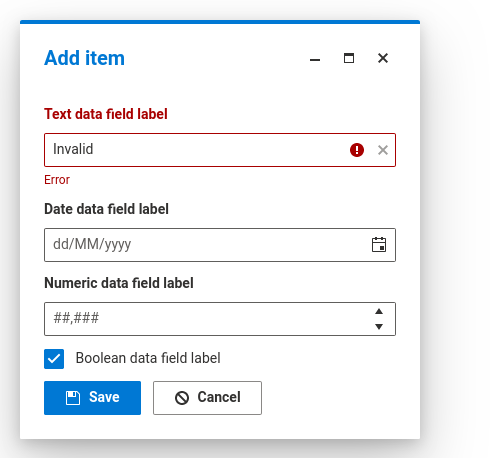 Add item
Text data field label
Invalid
Error
Date data field label
dd/MM/yyyy
Numeric data field label
##,###
Boolean data field label
Save Cancel